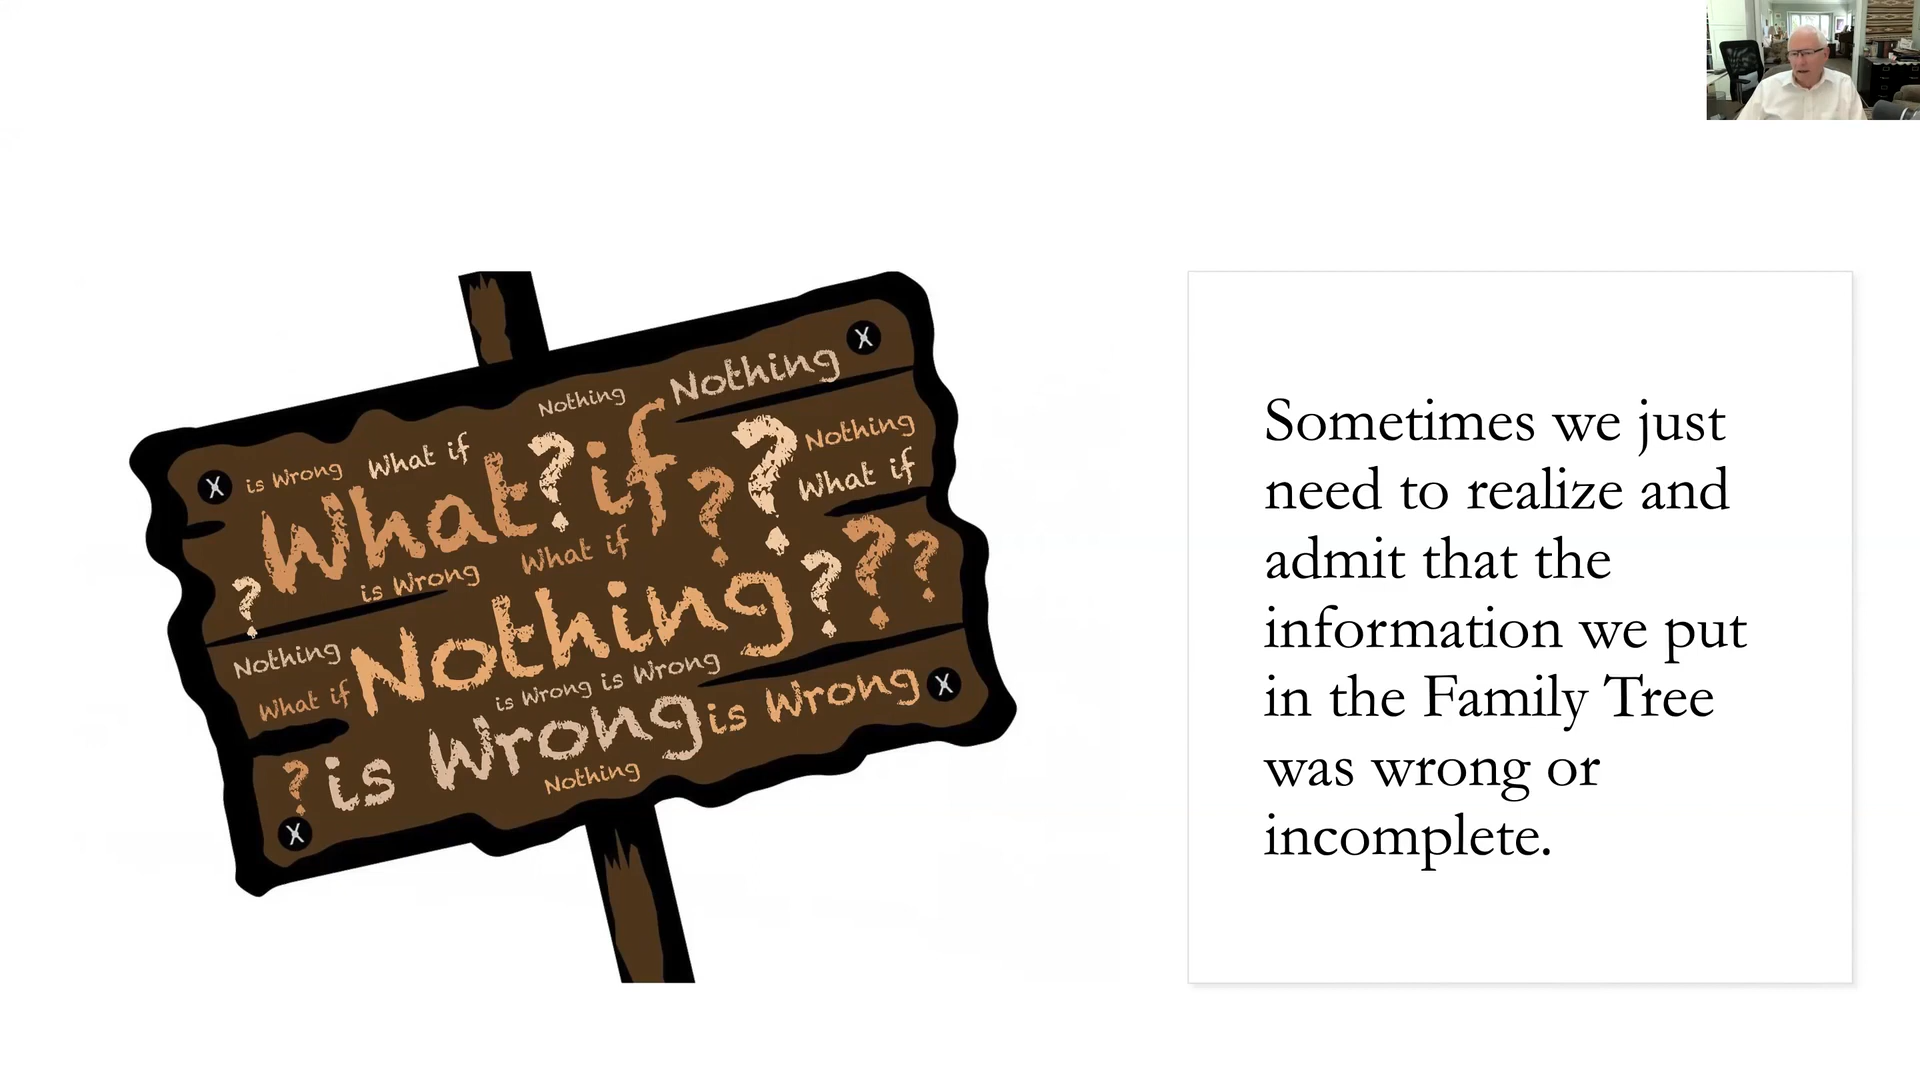 Nothing
Nothing
Nothing
What if
is Wrong
What if
What ? if ? ?
What if
is Wrong
?
Nothing ? ? ?
Nothing
What if
is Wrong is Wrong
is Wrong
is Wrong
?
Nothing
Sometimes we just
need to realize and
admit that the
information we put
in the Family Tree
was wrong or
incomplete.